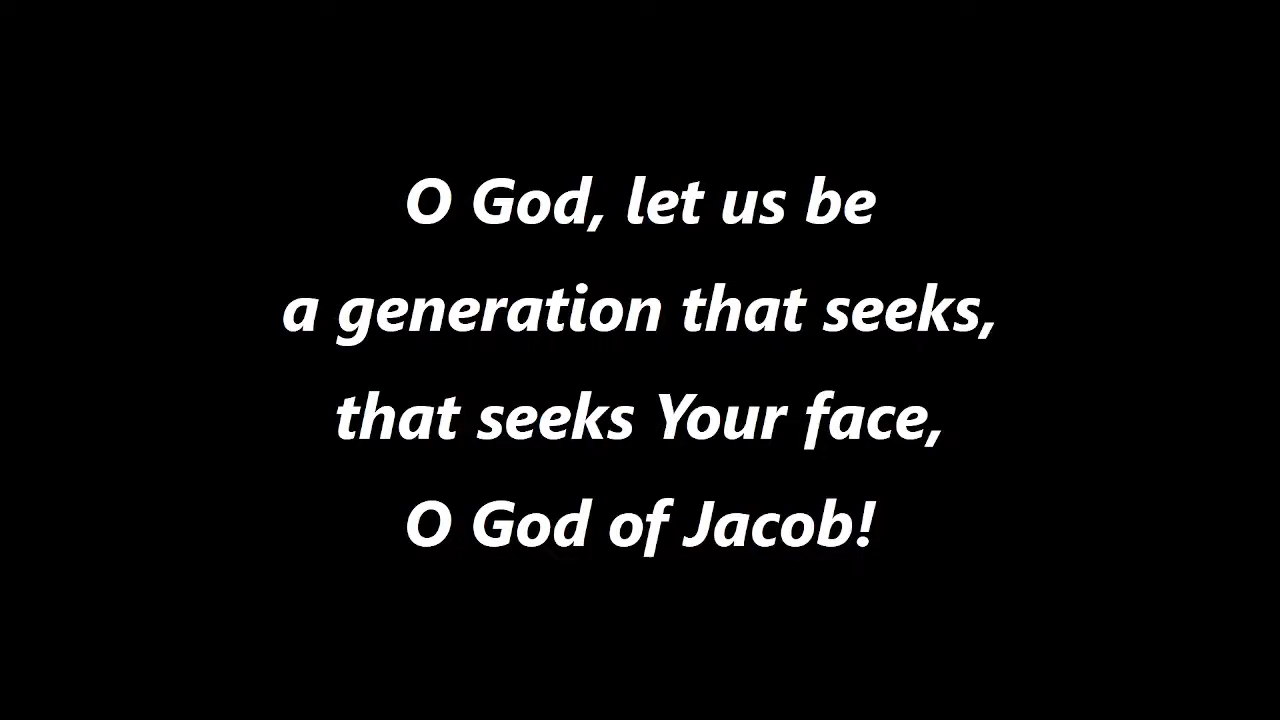 O God, let us be
a generation that seeks,
that seeks Your face,
O God of Jacob!